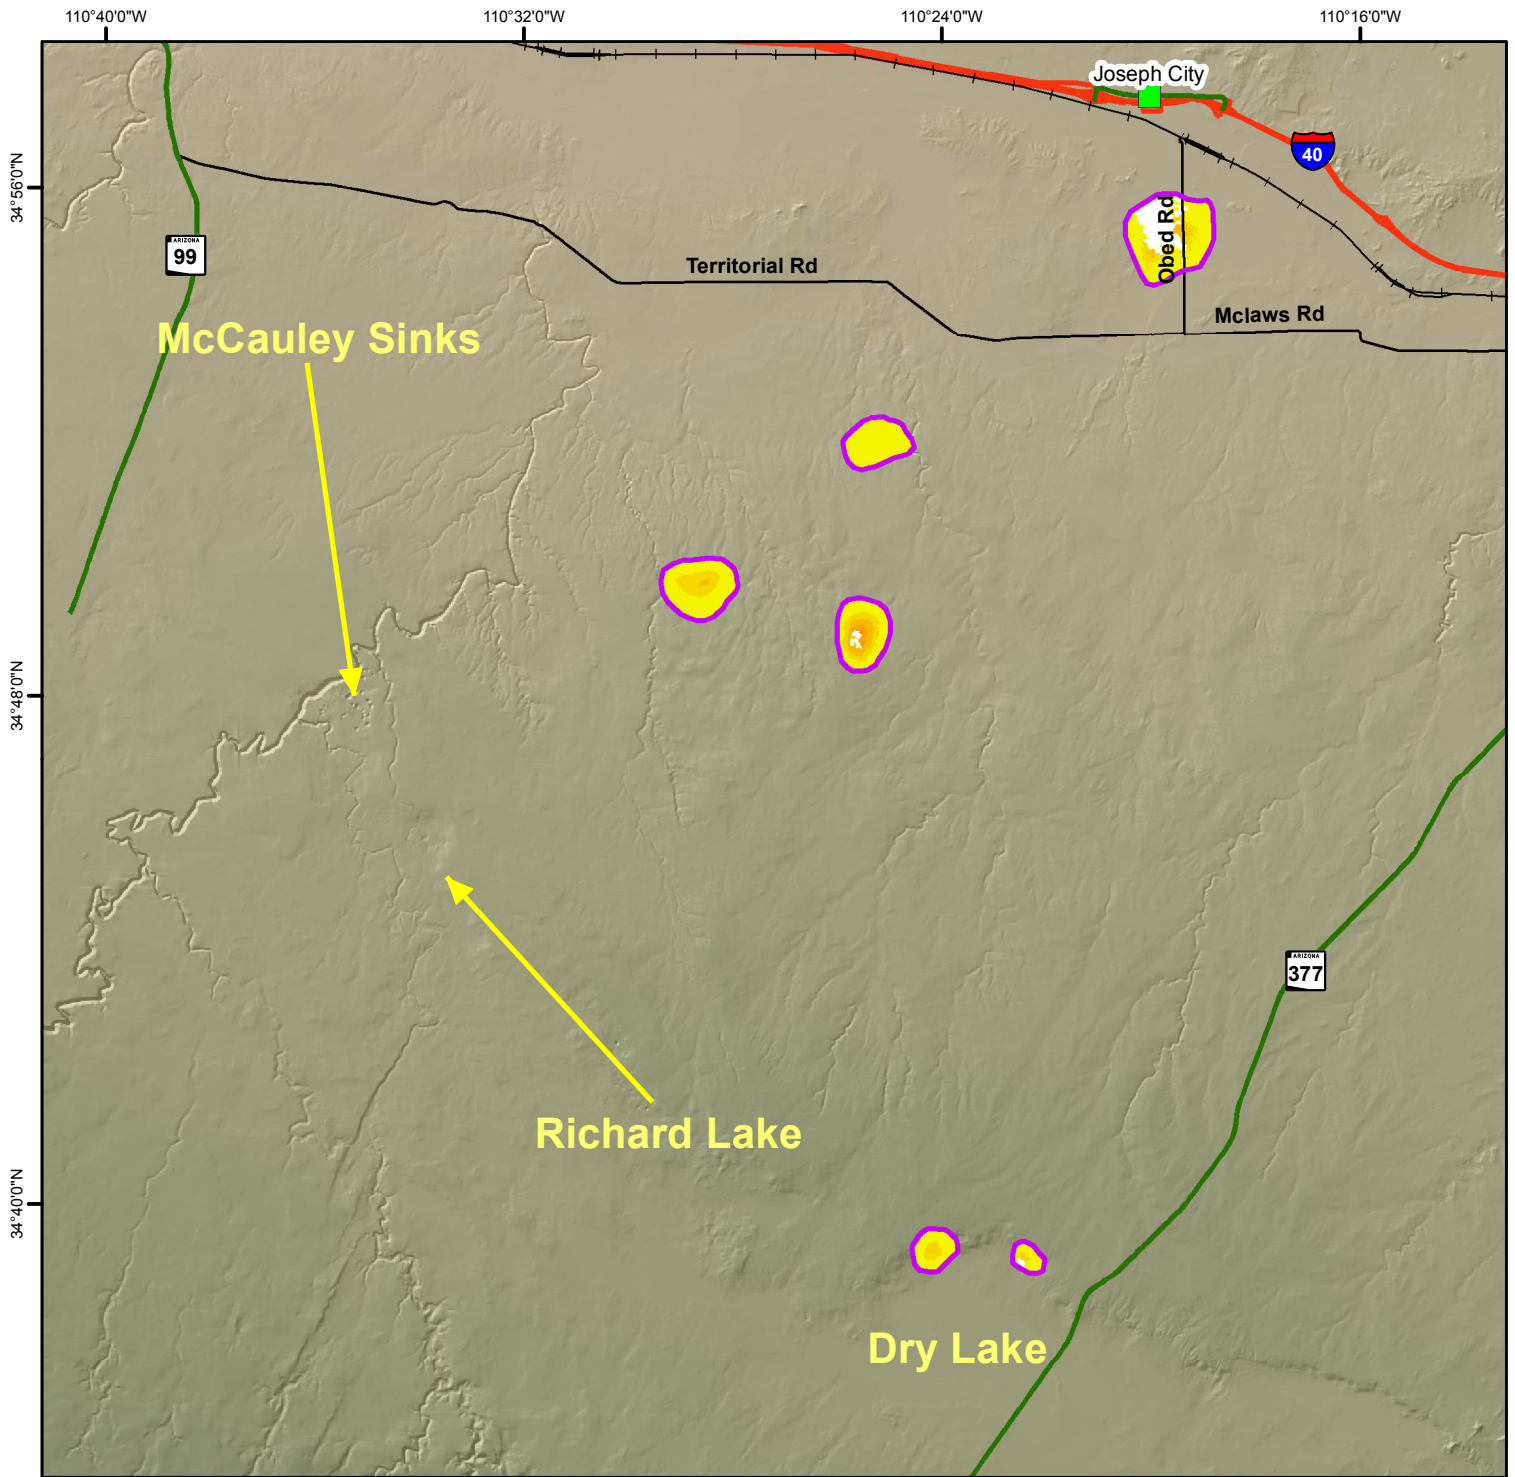 110°40'0"W
110°32'0"W
110°24'0"W
110°16'0"W
Joseph City
40
34°56'0"N
Obed Rd
ARIZONA
99
Territorial Rd
Mclaws Rd
McCauley Sinks
34°48'0"N
ARIZONA
377
Richard Lake
34°40'0"N
Dry Lake